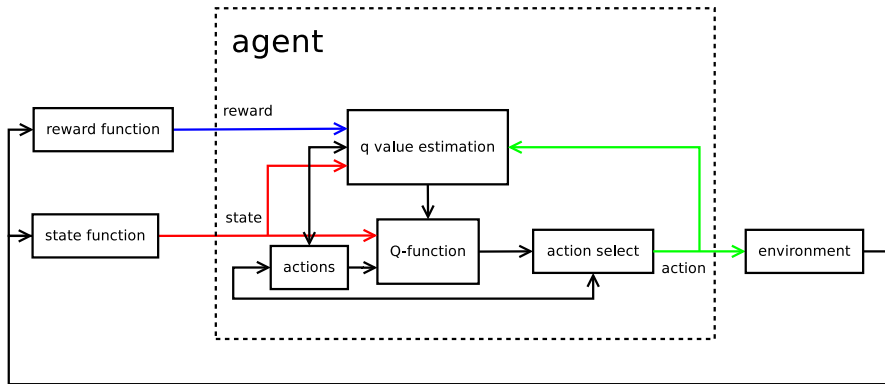 agent
reward
reward function
q value estimation
state
state function
Q-function
action select
environment
actions
action